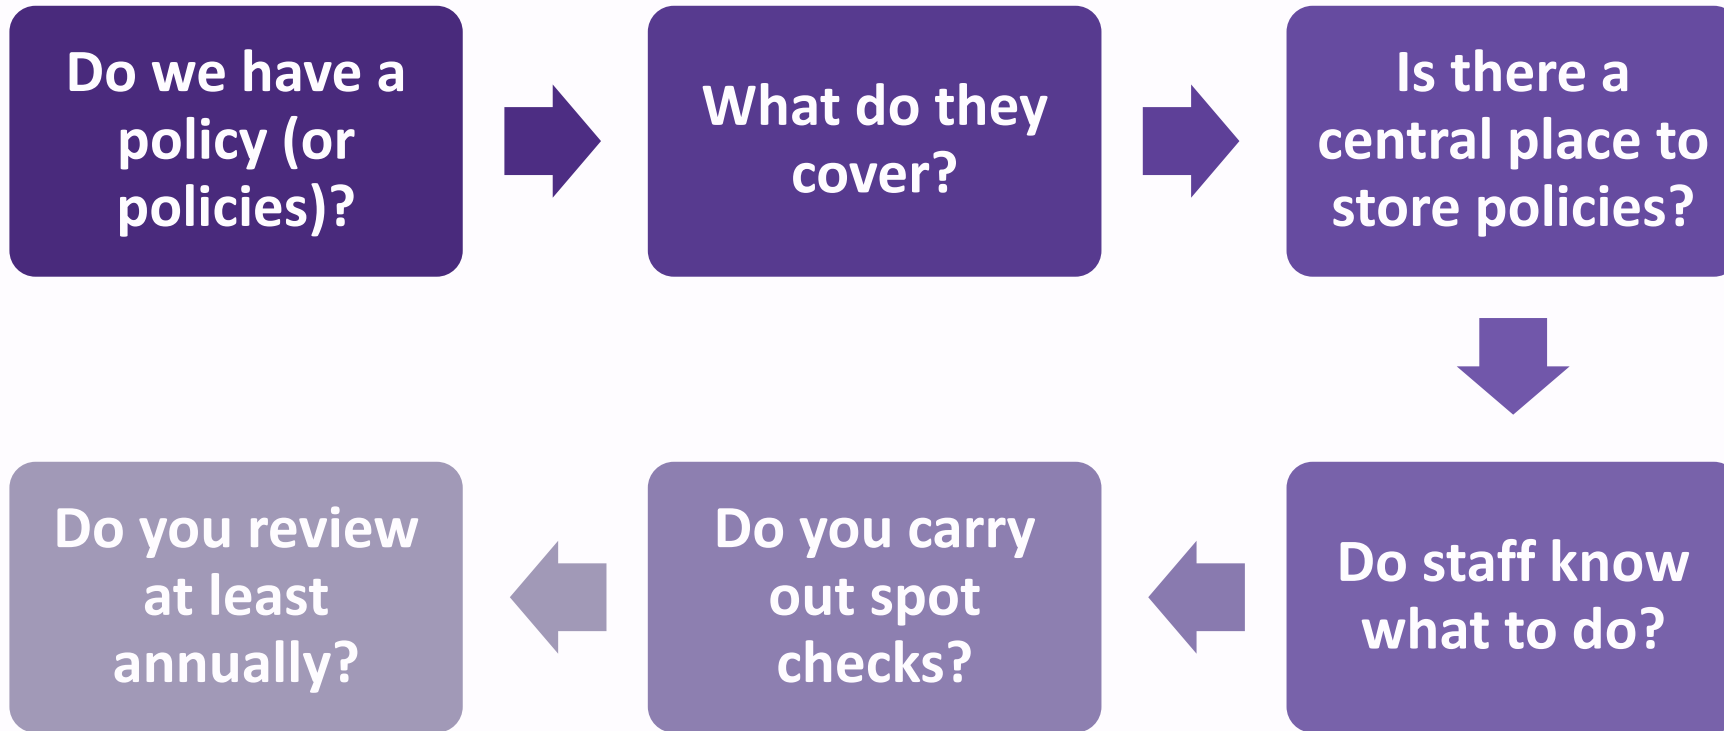 Do we have a
policy (or
policies)?
What do they
cover?
Is there a
central place to
store policies?
Do staff know
what to do?
Do you carry
out spot
checks?
Do you review
at least
annually?